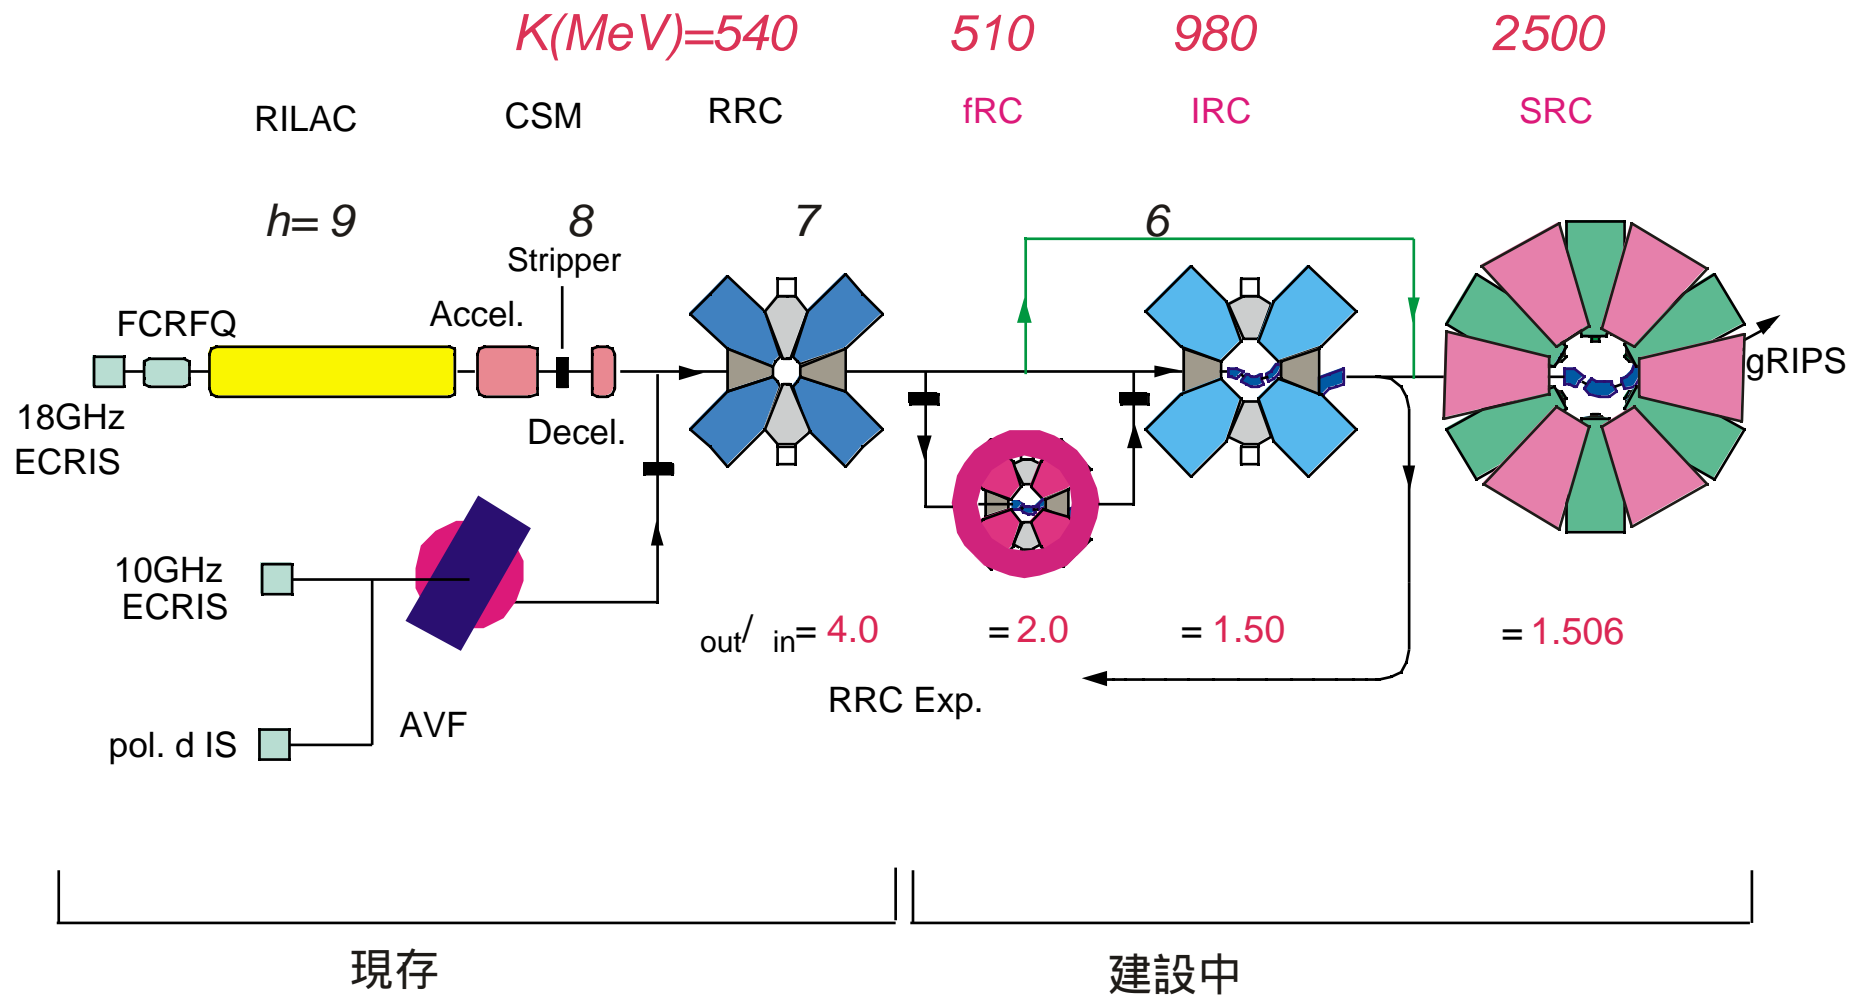 K(MeV)=540 510 980 2500
RILAC CSM RRC fRC IRC SRC
h= 9 8 7 6
Stripper
FCRFQ Accel.
gRIPS
18GHz
ECRIS
Decel.
10GHz
ECRIS
out/ in= 4.0 = 2.0 = 1.50 = 1.506
RRC Exp.
pol. d IS AVF
現存 建設中